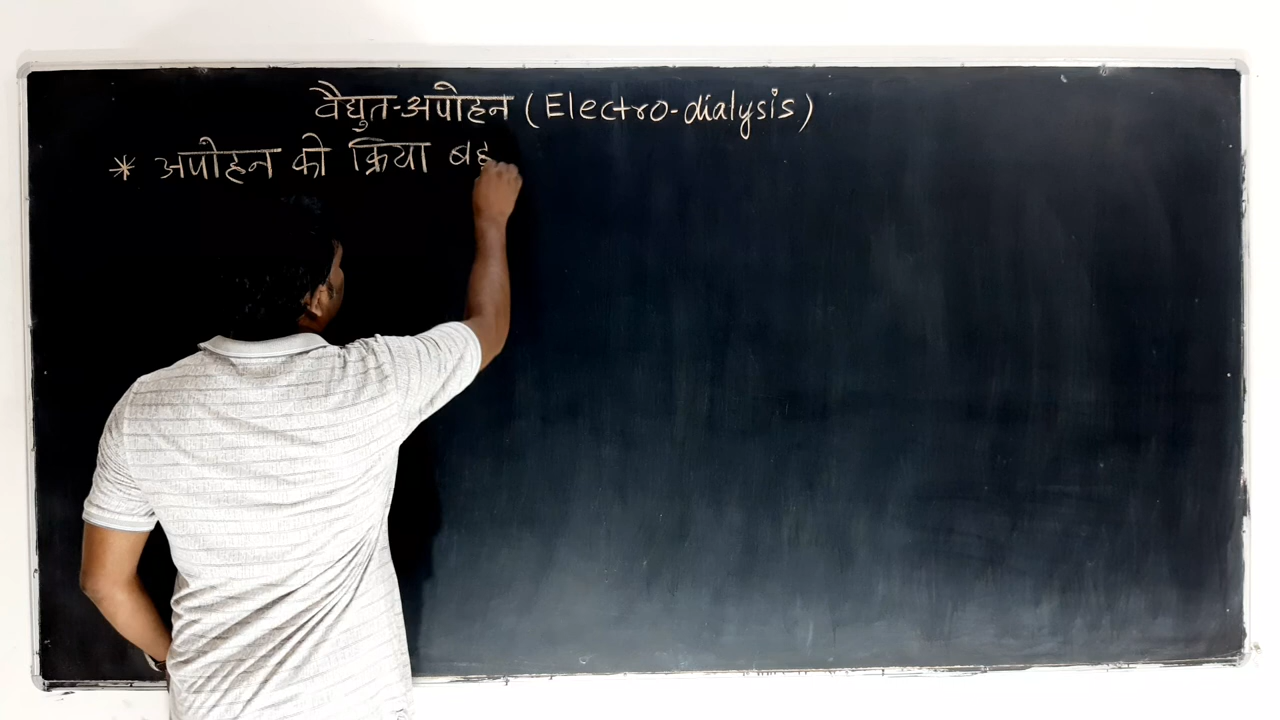 वैद्युत-अपोहन (Electro-dialysis)
* अपोहन की क्रिया